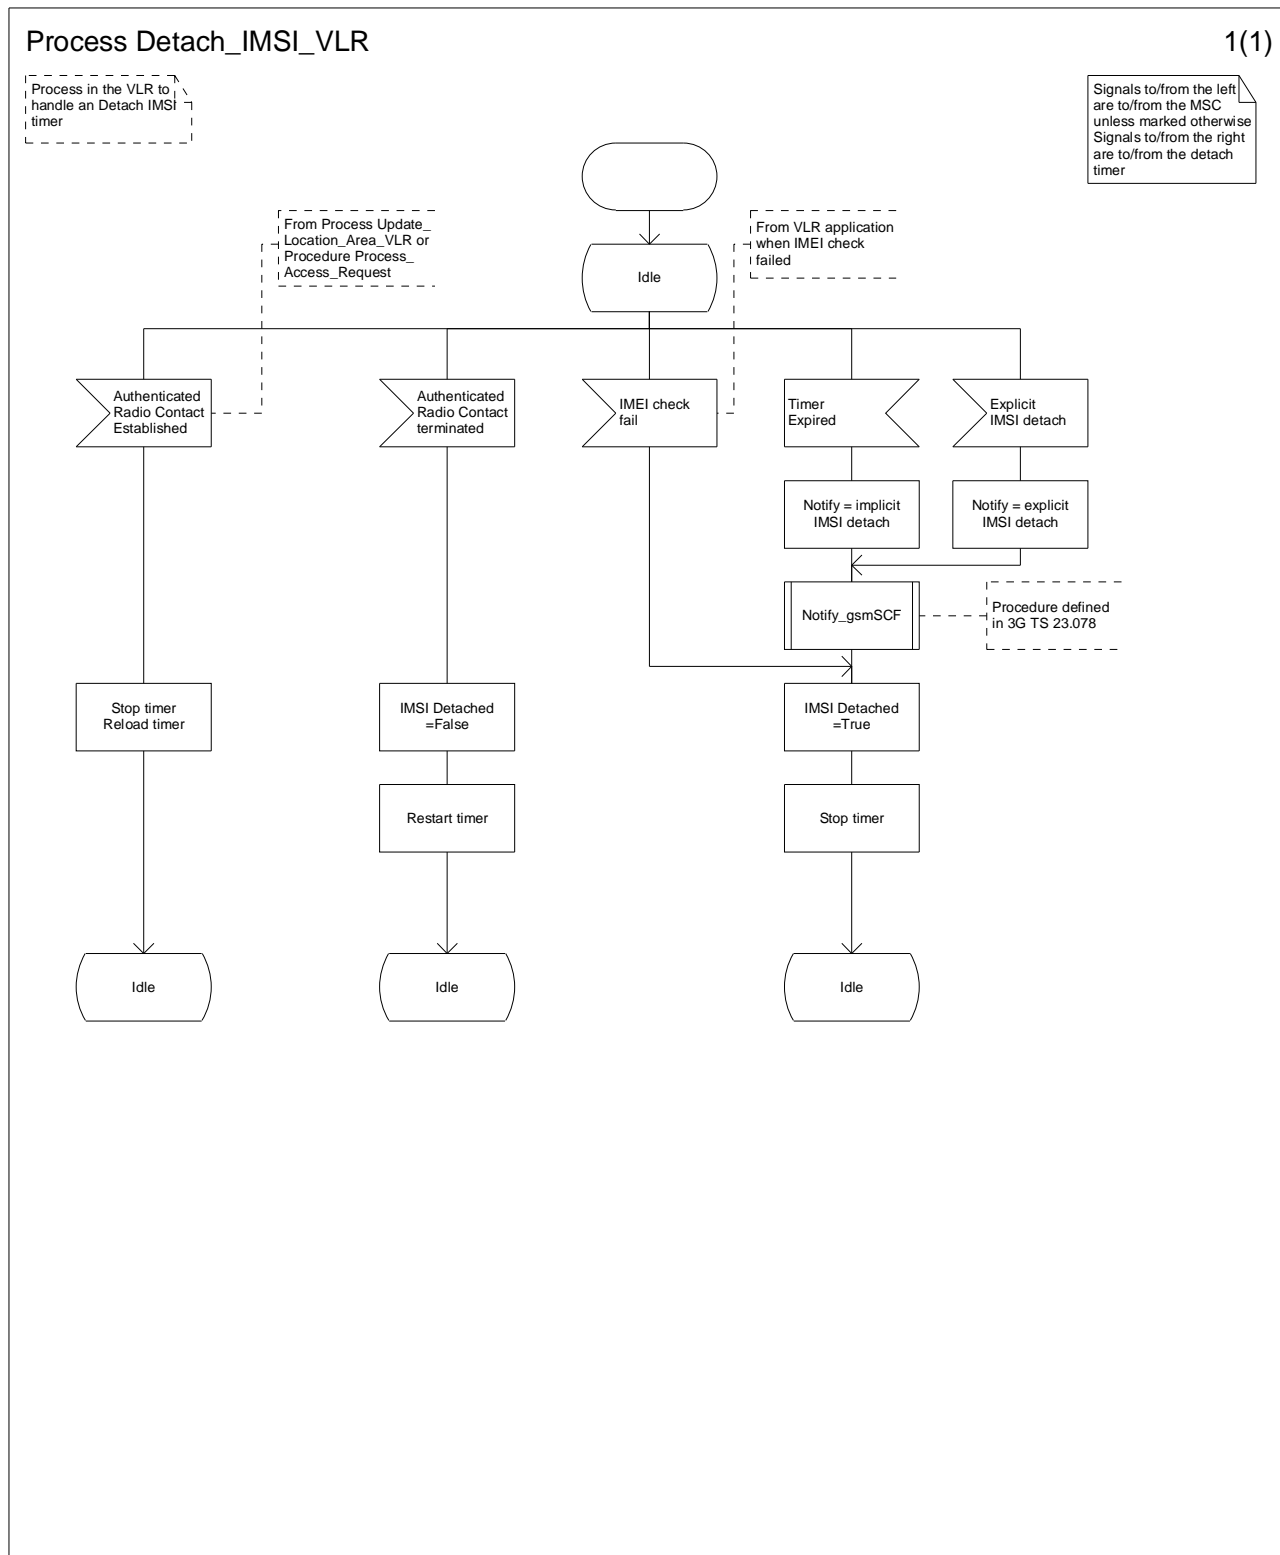 Process Detach_IMSI_VLR
1(1)
Process in the VLR to
handle an Detach IMSI
timer
Signals to/from the left
are to/from the MSC
unless marked otherwise
Signals to/from the right
are to/from the detach
timer
From Process Update_
Location_Area_VLR or
Procedure Process_
Access_Request
From VLR application
when IMEI check
failed
Idle
Authenticated
Radio Contact
Established
Authenticated
Radio Contact
terminated
IMEI check
fail
Timer
Expired
Explicit
IMSI detach
Notify = implicit
IMSI detach
Notify = explicit
IMSI detach
Notify_gsmSCF
Procedure defined
in 3G TS 23.078
Stop timer
Reload timer
IMSI Detached
=False
IMSI Detached
=True
Restart timer
Stop timer
Idle
Idle
Idle